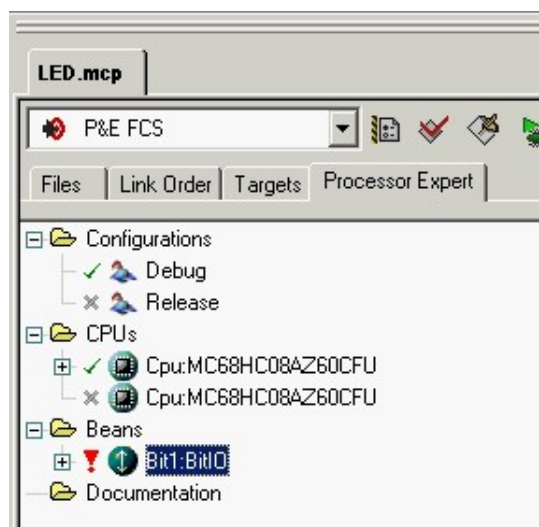 LED.mcp
P&E FCS
Files Link Order Targets Processor Expert
Configurations
Debug
Release
CPUs
Cpu:MC68HC08AZ60CFU
Cpu:MC68HC08AZ60CFU
Beans
Bit1:BitIO
Documentation